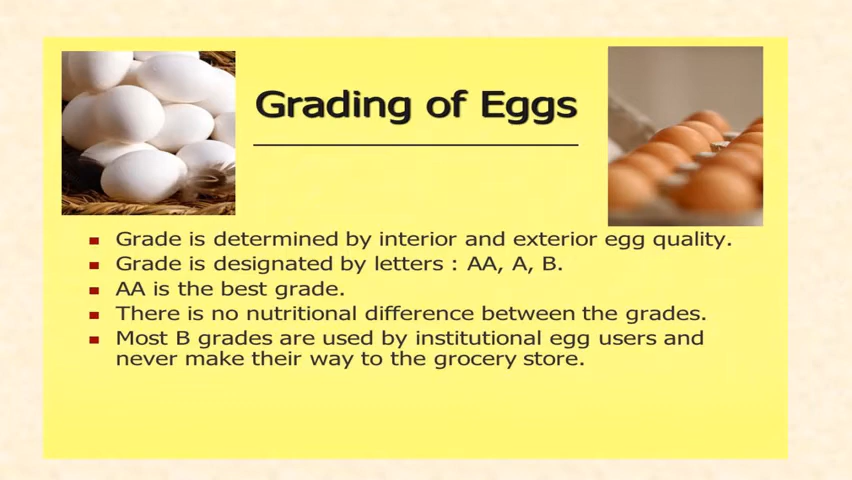 Grading of Eggs
Grade is determined by interior and exterior egg quality.
Grade is designated by letters : AA, A, B.
AA is the best grade.
There is no nutritional difference between the grades.
Most B grades are used by institutional egg users and
never make their way to the grocery store.